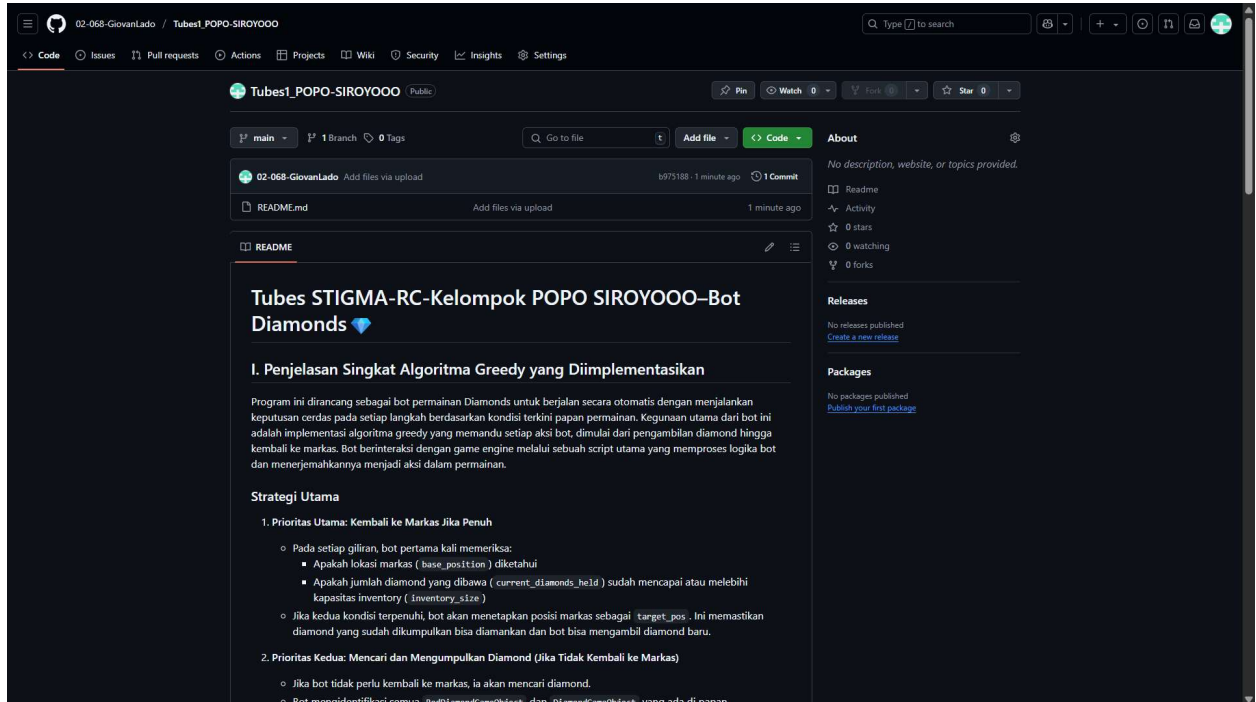 02-068-GiovanLado / Tubes1_POPO-SIROYOOO
Type / to search
Code Issues Pull requests Actions Projects Wiki Security Insights Settings
Tubes1_POPO-SIROYOOO Public
Pin Watch 0 Fork 0 Star 0
main 1 Branch 0 Tags
Go to file t Add file Code
02-068-GiovanLado Add files via upload b975188 · 1 minute ago 1 Commit
README.md Add files via upload 1 minute ago
README
Tubes STIGMA-RC-Kelompok POPO SIROYOOO–Bot
Diamonds 💎
I. Penjelasan Singkat Algoritma Greedy yang Diimplementasikan
Program ini dirancang sebagai bot permainan Diamonds untuk berjalan secara otomatis dengan menjalankan
keputusan cerdas pada setiap langkah berdasarkan kondisi terkini papan permainan. Kegunaan utama dari bot ini
adalah implementasi algoritma greedy yang memandu setiap aksi bot, dimulai dari pengambilan diamond hingga
kembali ke markas. Bot berinteraksi dengan game engine melalui sebuah script utama yang memproses logika bot
dan menerjemahkannya menjadi aksi dalam permainan.
Strategi Utama
1. Prioritas Utama: Kembali ke Markas Jika Penuh
Pada setiap giliran, bot pertama kali memeriksa:
Apakah lokasi markas ( base_position ) diketahui
Apakah jumlah diamond yang dibawa ( current_diamonds_held ) sudah mencapai atau melebihi
kapasitas inventory ( inventory_size )
Jika kedua kondisi terpenuhi, bot akan menetapkan posisi markas sebagai target_pos . Ini memastikan
diamond yang sudah dikumpulkan bisa diamankan dan bot bisa mengambil diamond baru.
2. Prioritas Kedua: Mencari dan Mengumpulkan Diamond (Jika Tidak Kembali ke Markas)
Jika bot tidak perlu kembali ke markas, ia akan mencari diamond.
Bot mengidentifikasi semua RedDiamondGameObject dan DiamondGameObject yang ada di papan
About
No description, website, or topics provided.
Readme
Activity
0 stars
0 watching
0 forks
Releases
No releases published
Create a new release
Packages
No packages published
Publish your first package